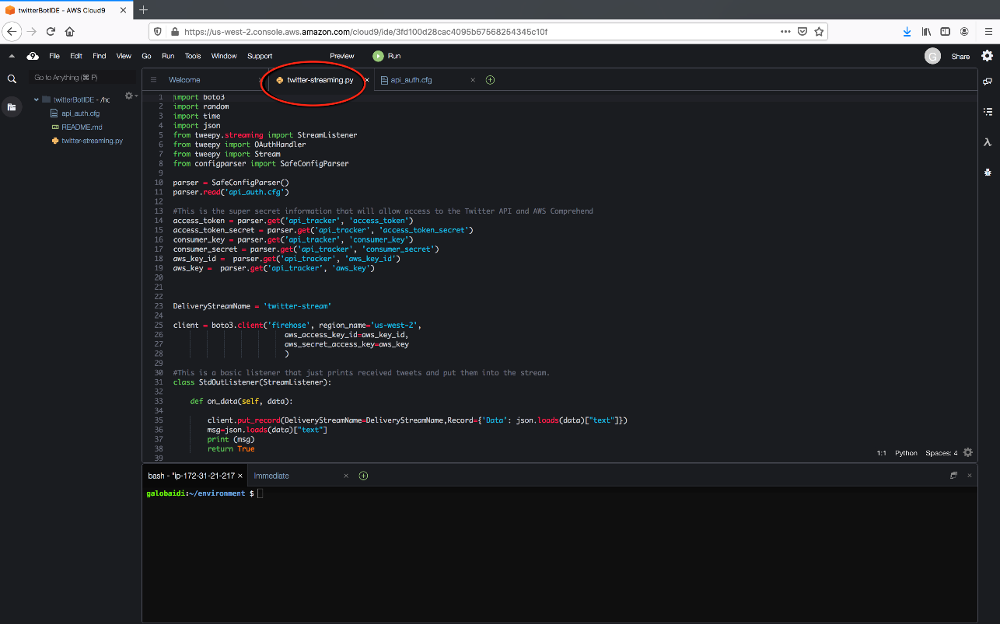 twitterBotIDE - AWS Cloud9
https://us-west-2.console.aws.amazon.com/cloud9/ide/3fd100d28cac4095b67568254345c10f
9 File Edit Find View Go Run Tools Window Support Preview Run G Share
Go to Anything (⌘ P)
Welcome twitter-streaming.py api_auth.cfg
twitterBotIDE - /hc
api_auth.cfg
README.md
twitter-streaming.py
1 import boto3
2 import random
3 import time
4 import json
5 from tweepy.streaming import StreamListener
6 from tweepy import OAuthHandler
7 from tweepy import Stream
8 from configparser import SafeConfigParser
9
10 parser = SafeConfigParser()
11 parser.read('api_auth.cfg')
12
13 #This is the super secret information that will allow access to the Twitter API and AWS Comprehend
14 access_token = parser.get('api_tracker', 'access_token')
15 access_token_secret = parser.get('api_tracker', 'access_token_secret')
16 consumer_key = parser.get('api_tracker', 'consumer_key')
17 consumer_secret = parser.get('api_tracker', 'consumer_secret')
18 aws_key_id =  parser.get('api_tracker', 'aws_key_id')
19 aws_key =  parser.get('api_tracker', 'aws_key')
20
21
22
23 DeliveryStreamName = 'twitter-stream'
24
25 client = boto3.client('firehose', region_name='us-west-2',
26 aws_access_key_id=aws_key_id,
27 aws_secret_access_key=aws_key
28 )
29
30 #This is a basic listener that just prints received tweets and put them into the stream.
31 class StdOutListener(StreamListener):
32
33 def on_data(self, data):
34
35 client.put_record(DeliveryStreamName=DeliveryStreamName,Record={'Data': json.loads(data)["text"]})
36 msg=json.loads(data)["text"]
37 print (msg)
38 return True
39
1:1 Python Spaces: 4
bash - "ip-172-31-21-217 Immediate
galobaidi:~/environment $